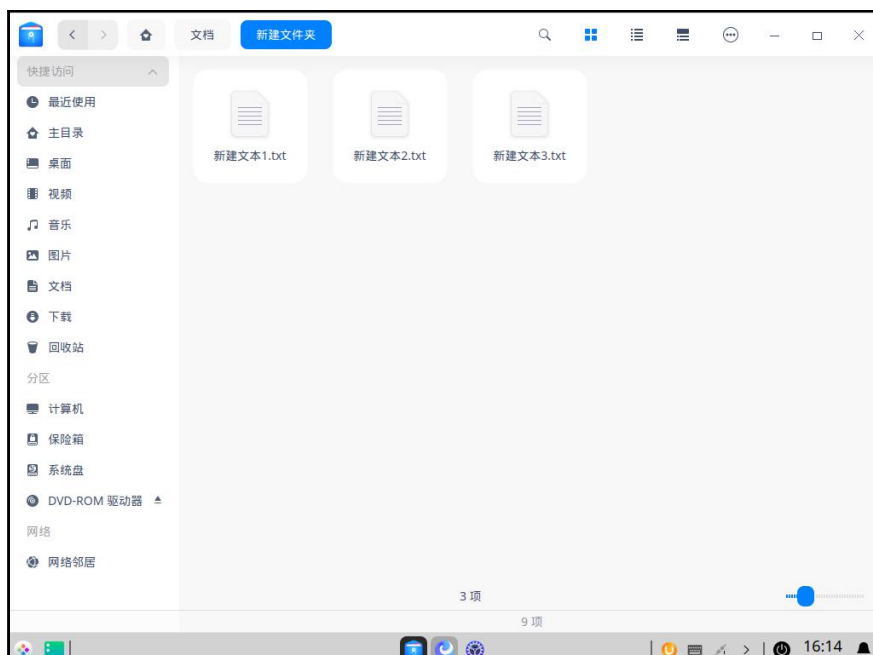 文档
新建文件夹
快捷访问
最近使用
主目录
桌面
视频
音乐
图片
文档
下载
回收站
分区
计算机
保险箱
系统盘
DVD-ROM 驱动器
网络
网络邻居
新建文本1.txt
新建文本2.txt
新建文本3.txt
3 项
9 项
16:14